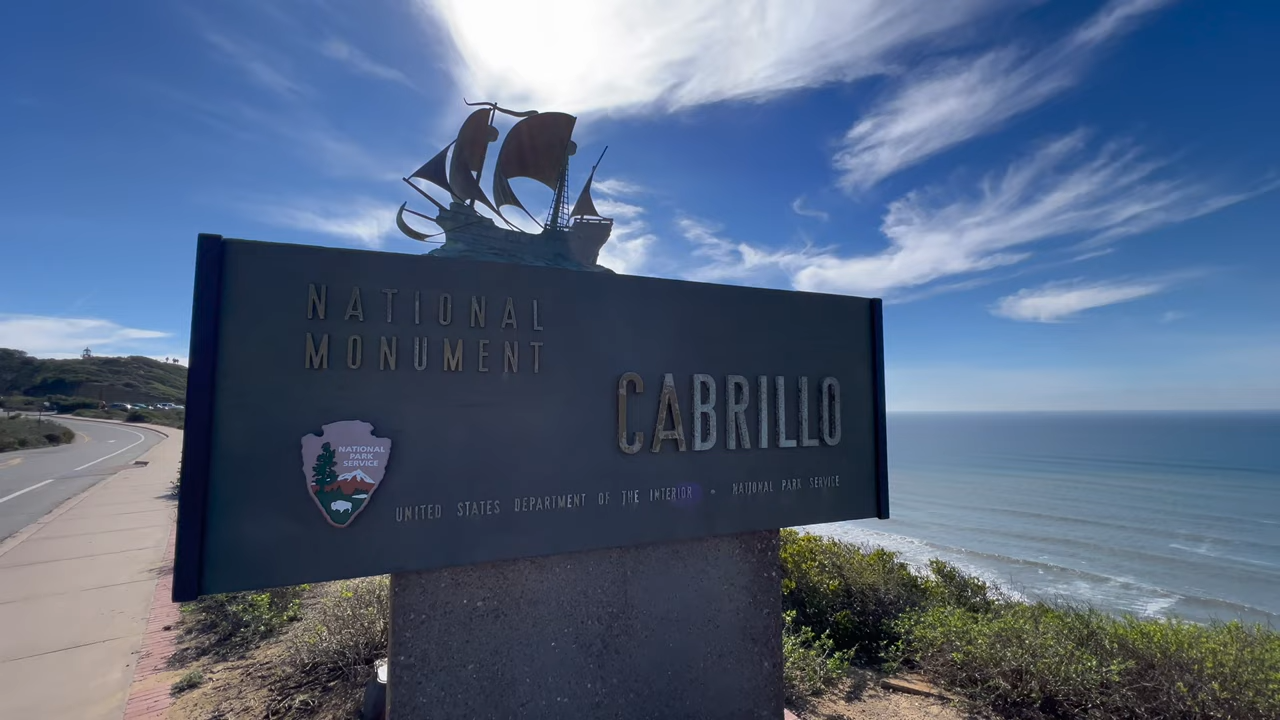 NATIONAL
MONUMENT
CABRILLO
NATIONAL
PARK
SERVICE
UNITED STATES DEPARTMENT OF THE INTERIOR • NATIONAL PARK SERVICE